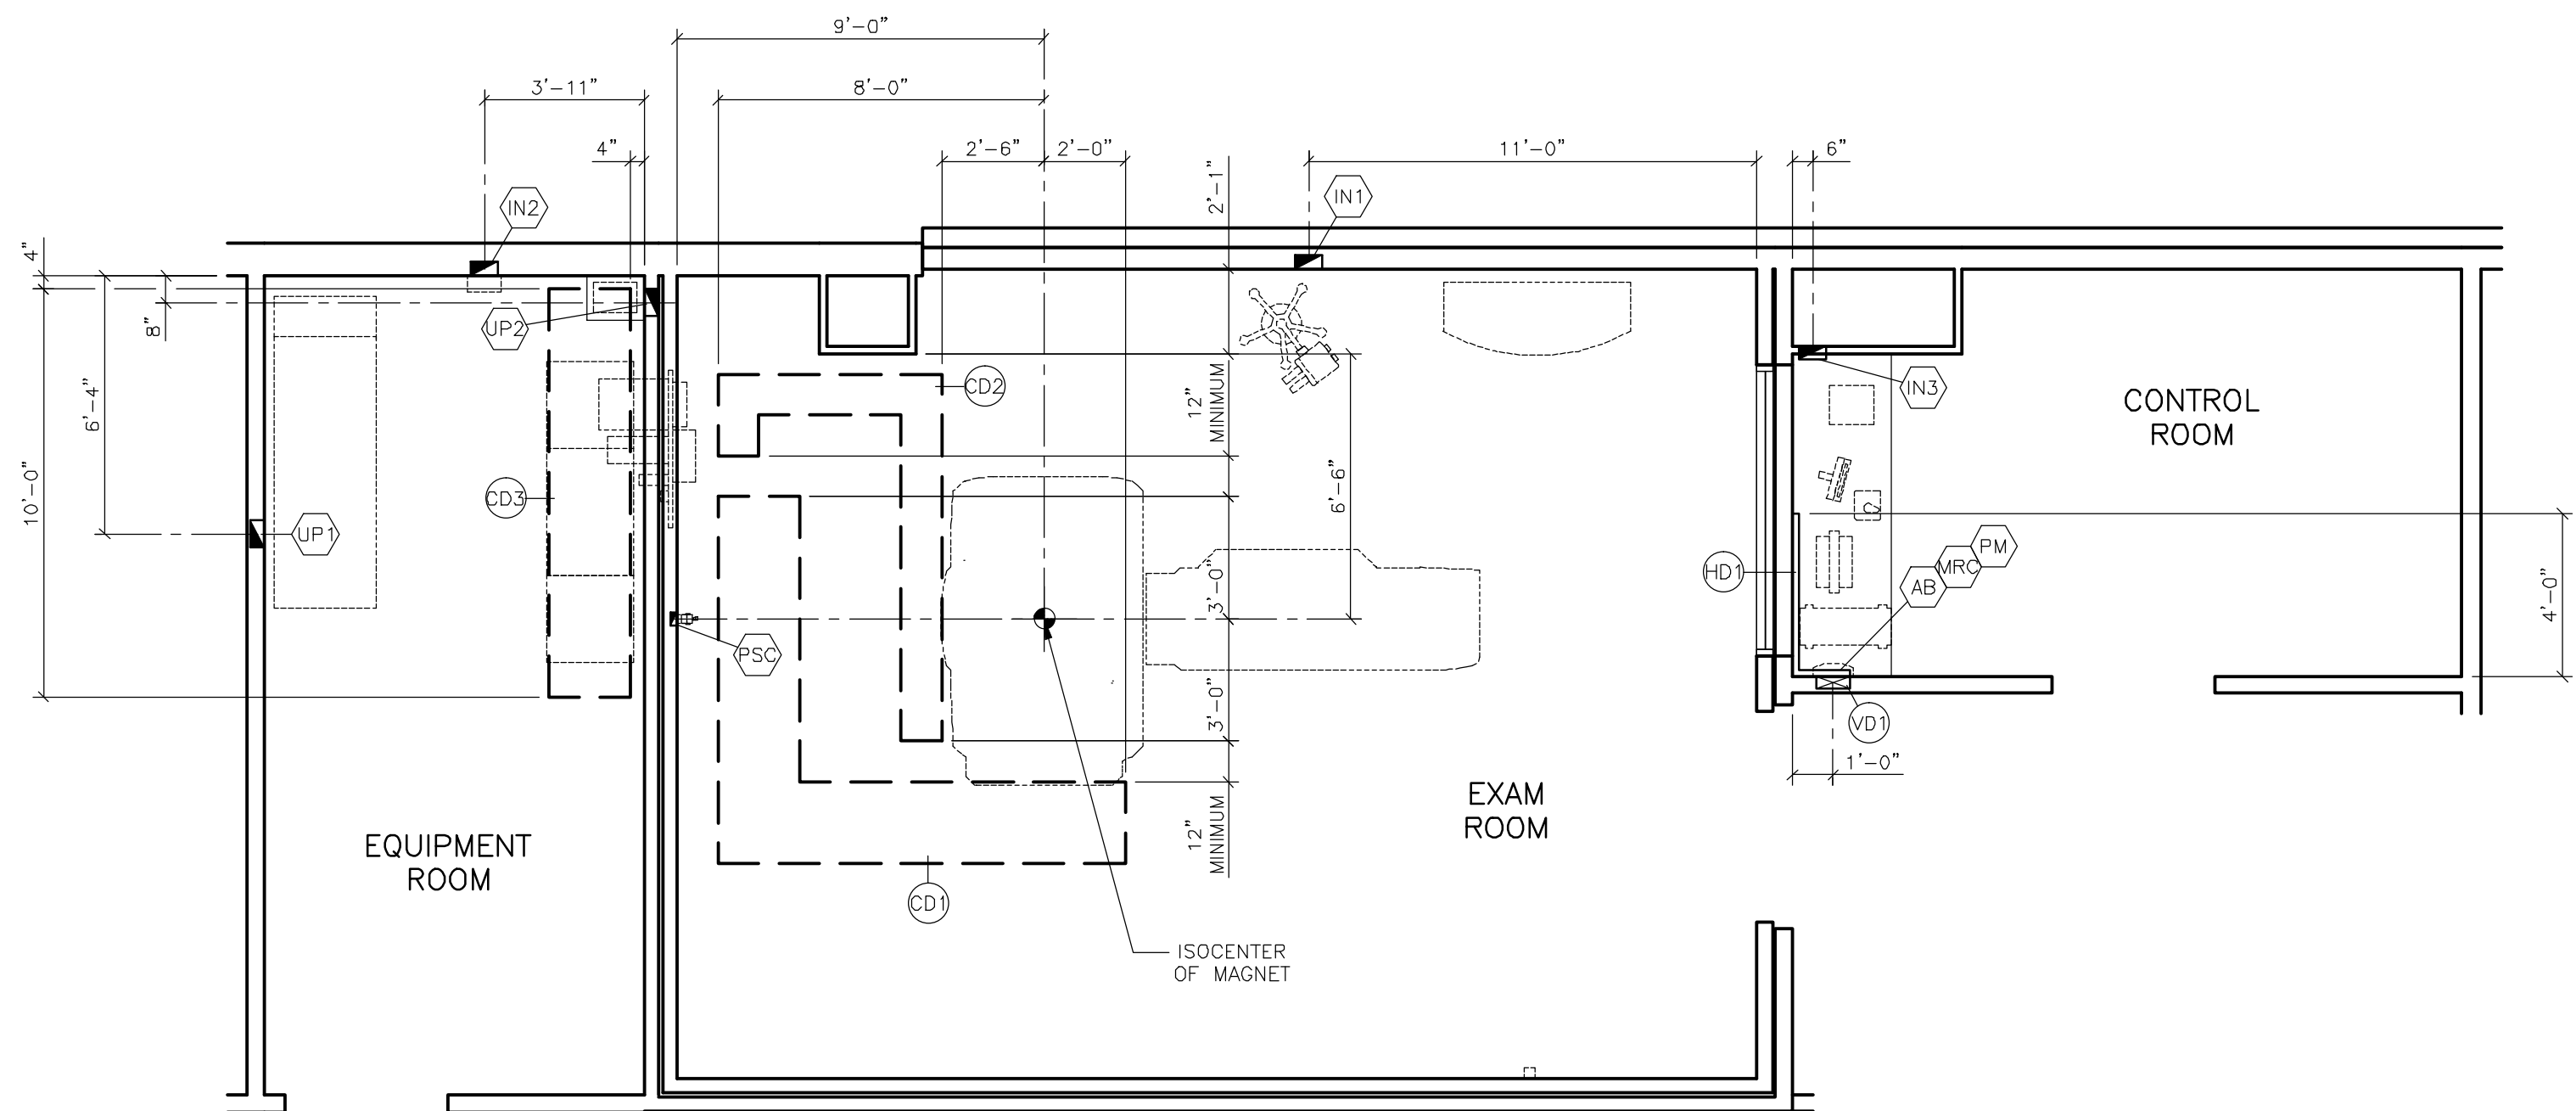 9'-0"
3'-11"
8'-0"
4"
2'-6"
2'-0"
2'-1"
11'-0"
6"
IN2
IN1
4"
8"
UP2
6'-4"
10'-0"
CD2
12"
MINIMUM
IN3
CONTROL
ROOM
CD3
6'-6"
UP1
PM
MRC
AB
HD1
3'-0"
4'-0"
PSC
3'-0"
VD1
1'-0"
EXAM
ROOM
12"
MINIMUM
EQUIPMENT
ROOM
CD1
ISOCENTER
OF MAGNET